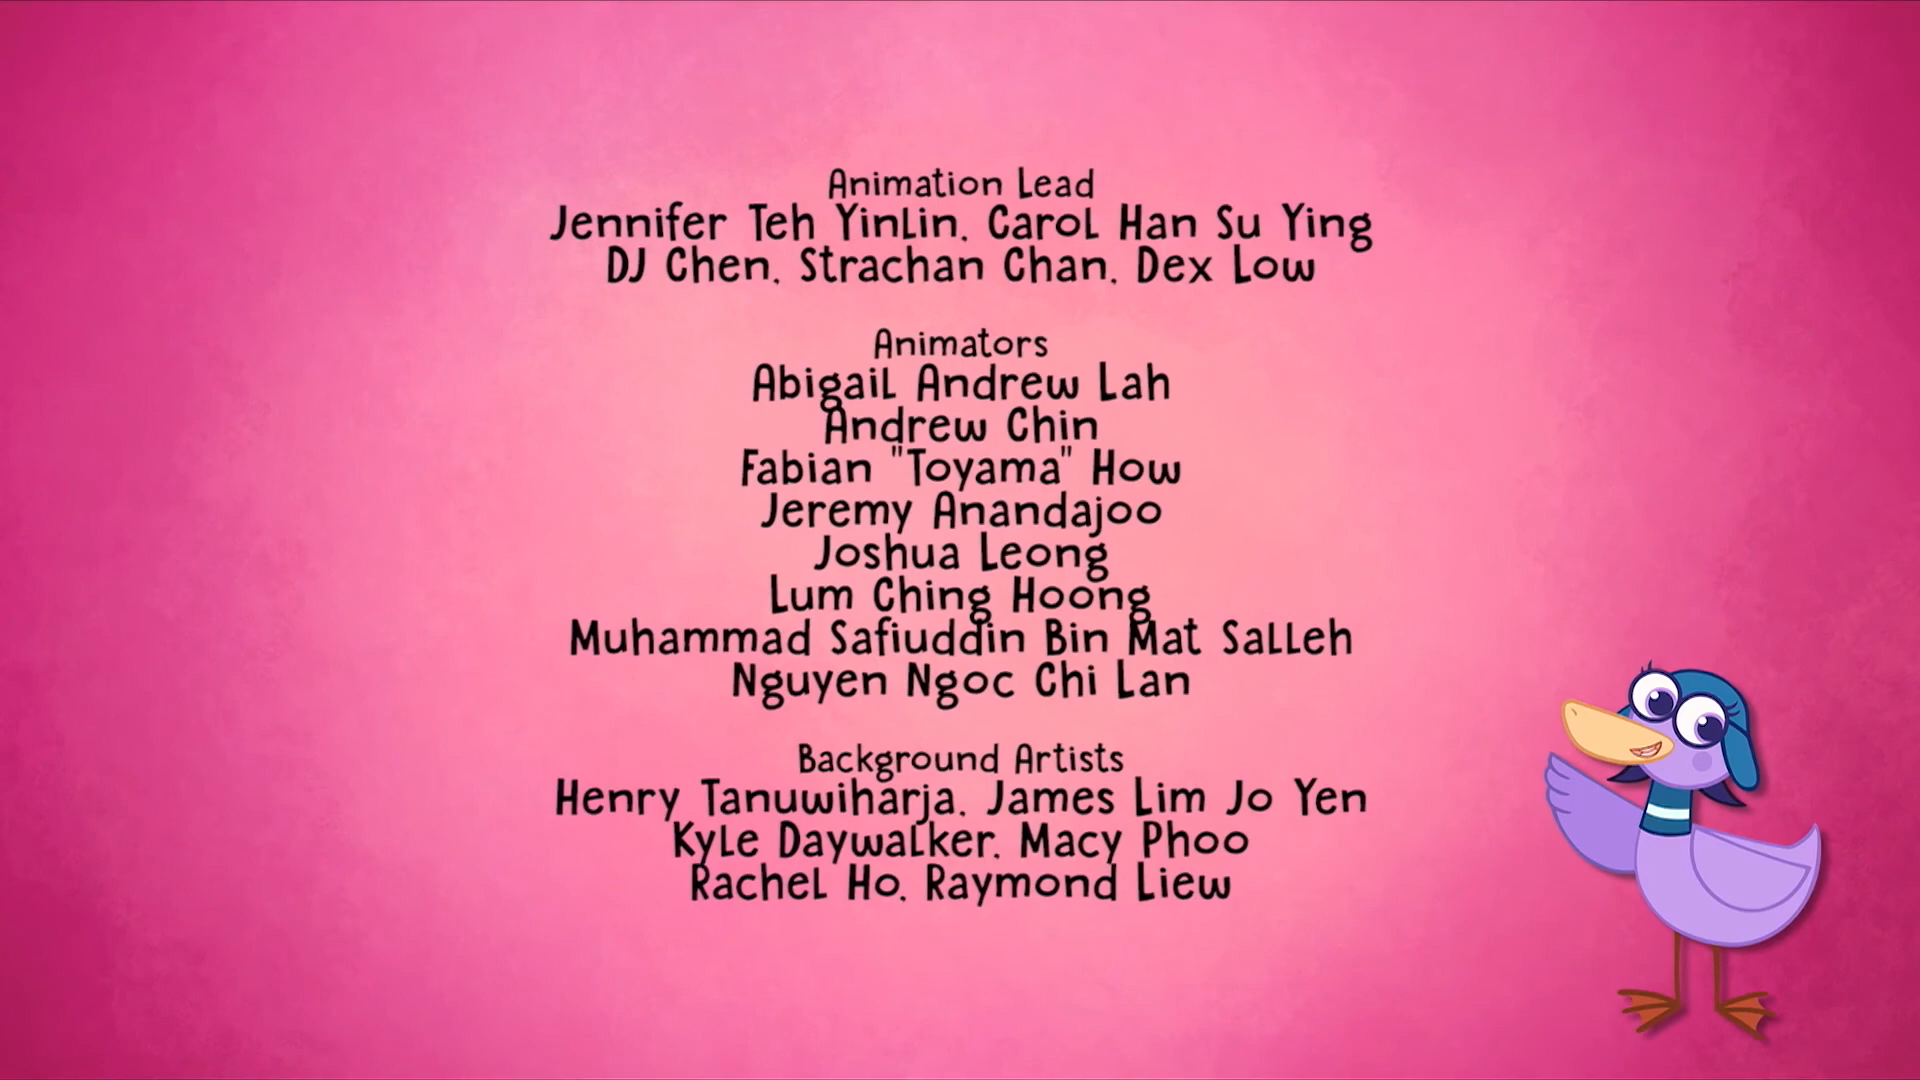 Animation Lead
Jennifer Teh YinLin, Carol Han Su Ying
DJ Chen, Strachan Chan, Dex Low
Animators
Abigail Andrew Lah
Andrew Chin
Fabian "Toyama" How
Jeremy Anandajoo
Joshua Leong
Lum Ching Hoong
Muhammad Safiuddin Bin Mat Salleh
Nguyen Ngoc Chi Lan
Background Artists
Henry Tanuwiharja, James Lim Jo Yen
Kyle Daywalker, Macy Phoo
Rachel Ho, Raymond Liew